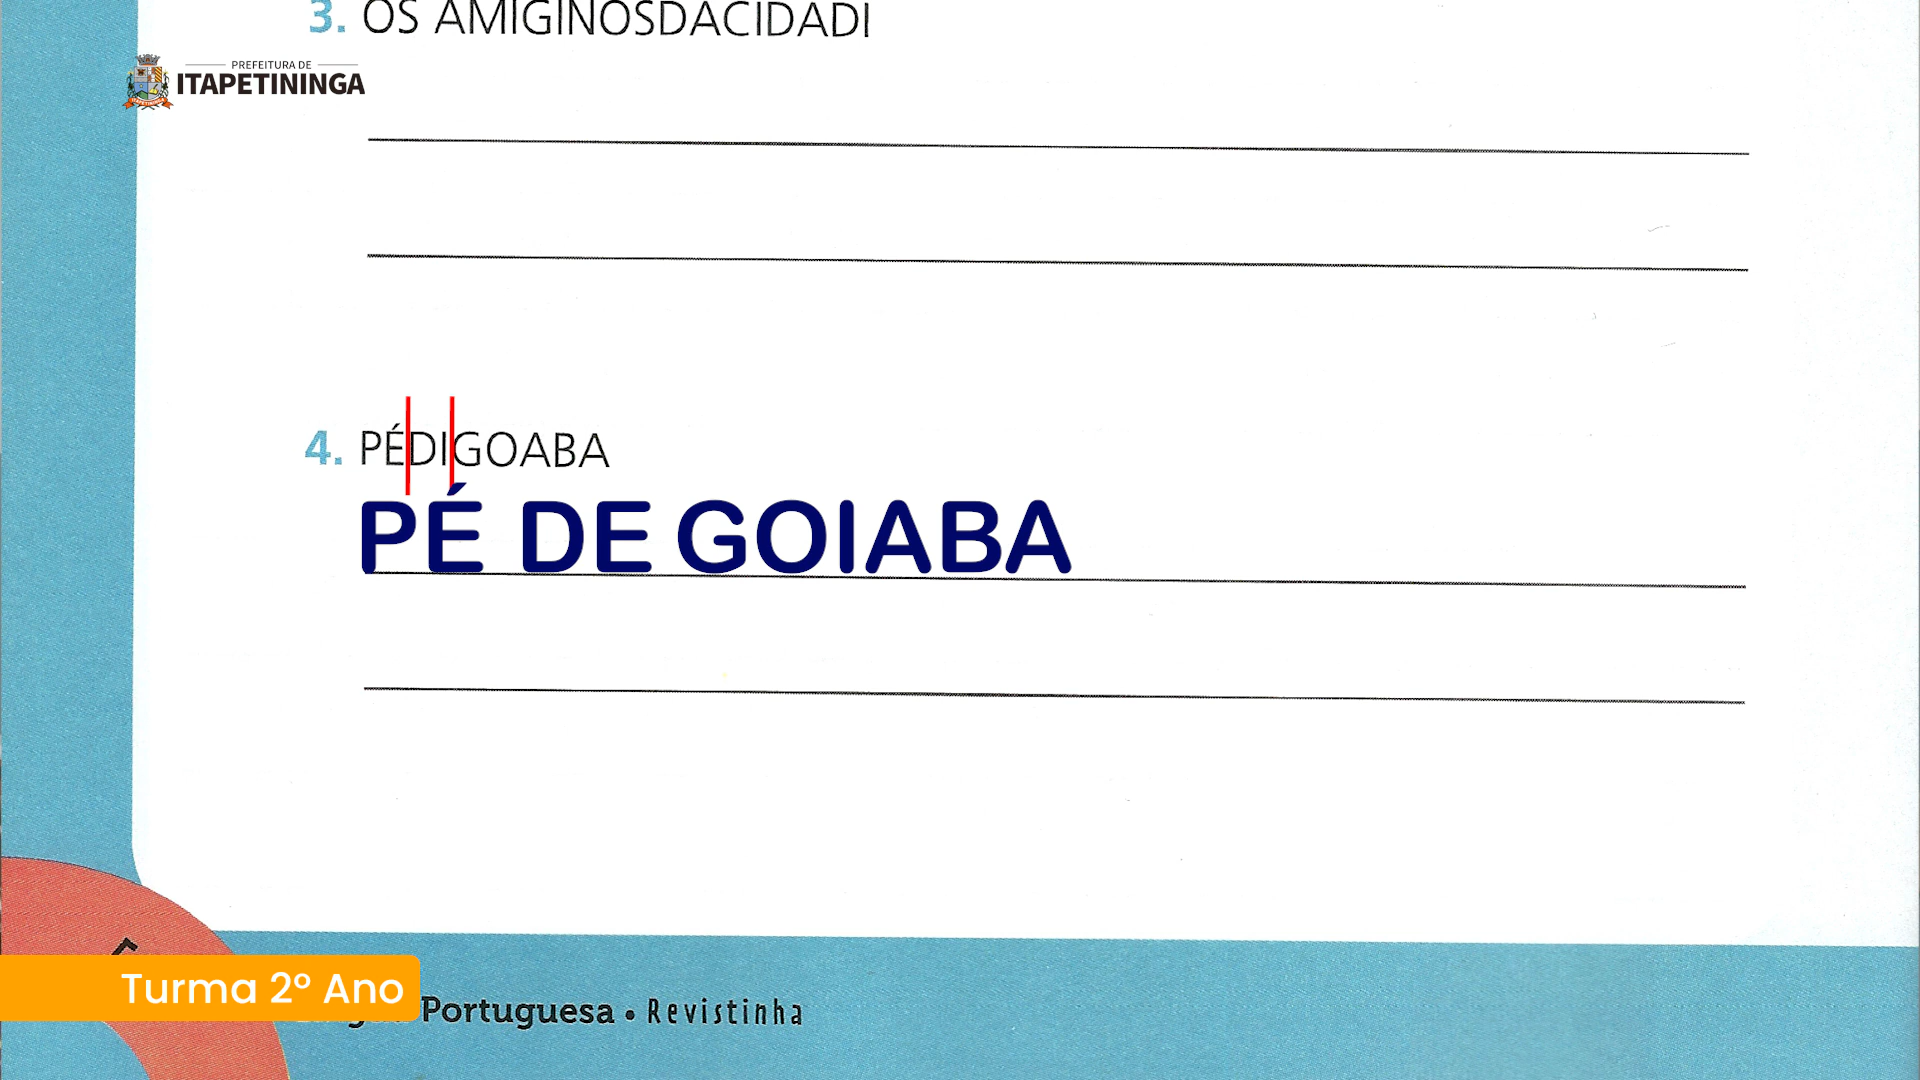 3. OS AMIGINOSDACIDADI
PREFEITURA DE
ITAPETININGA
4. PÉDIGOABA
PÉ DE GOIABA
Turma 2º Ano
Portuguesa • Revistinha